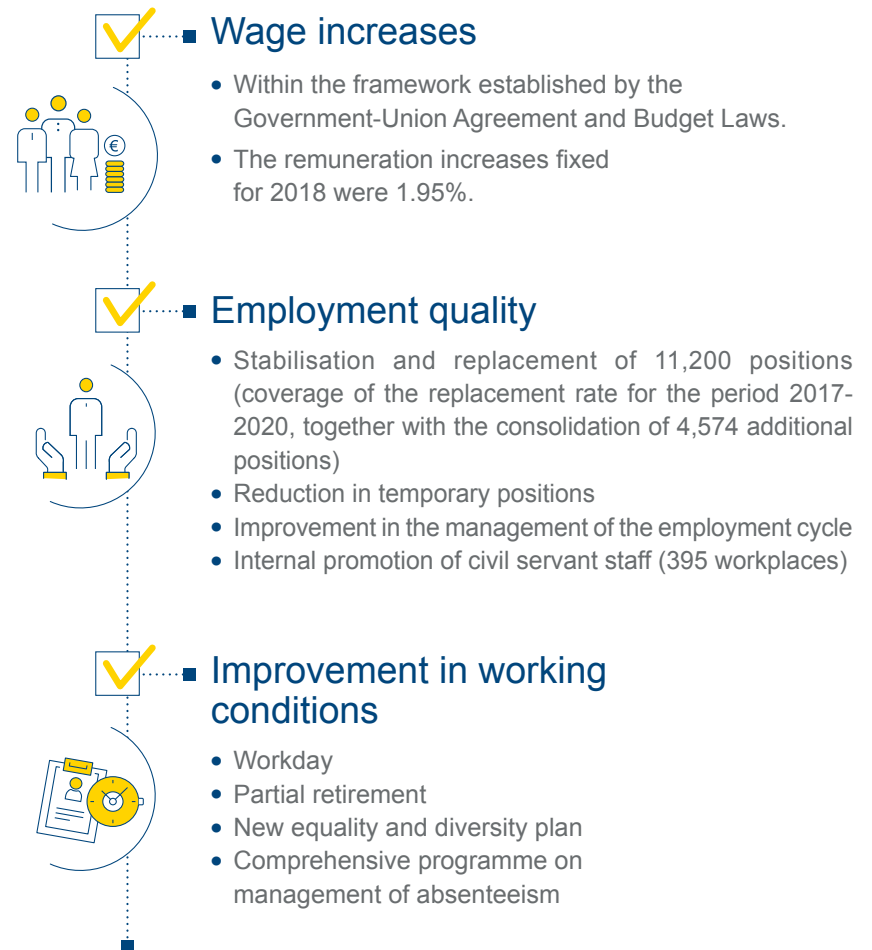 Wage increases
• Within the framework established by the
Government-Union Agreement and Budget Laws.
• The remuneration increases fixed
for 2018 were 1.95%.
€
Employment quality
• Stabilisation and replacement of 11,200 positions
(coverage of the replacement rate for the period 2017-
2020, together with the consolidation of 4,574 additional
positions)
• Reduction in temporary positions
• Improvement in the management of the employment cycle
• Internal promotion of civil servant staff (395 workplaces)
Improvement in working
conditions
• Workday
• Partial retirement
• New equality and diversity plan
• Comprehensive programme on
management of absenteeism